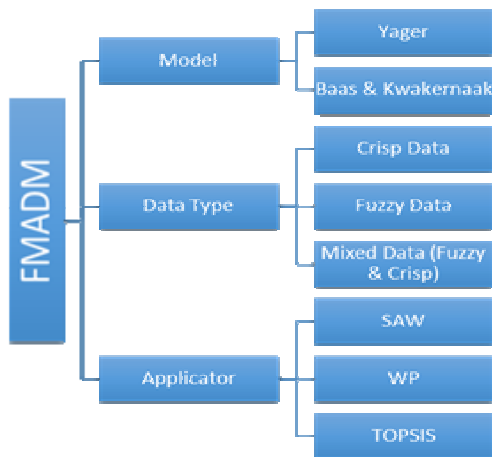 FMADM
Model
Yager
Baas & Kwakernaak
Data Type
Crisp Data
Fuzzy Data
Mixed Data (Fuzzy
& Crisp)
Applicator
SAW
WP
TOPSIS